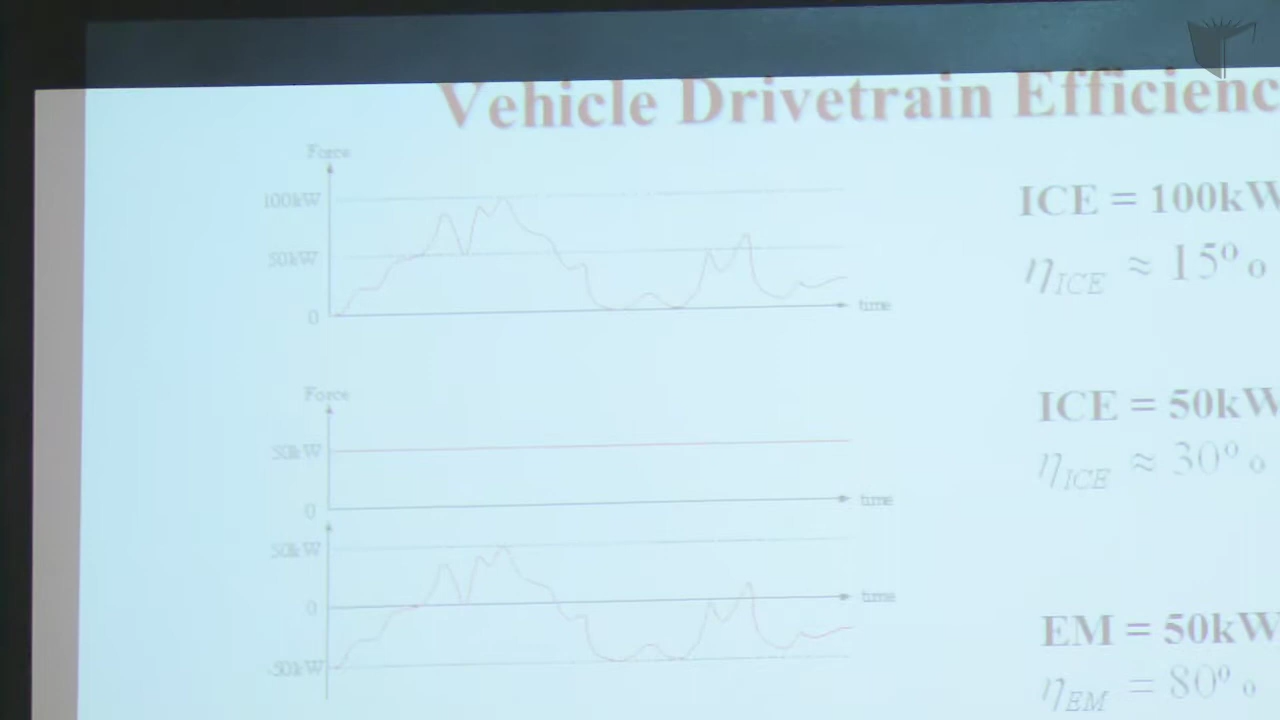 Vehicle Drivetrain Efficienc
Force
100kW
50kW
0
time
ICE = 100kW
η_ICE ≈ 15%
Force
50kW
0
time
ICE = 50kW
η_ICE ≈ 30%
50kW
0
-50kW
time
EM = 50kW
η_EM = 80%